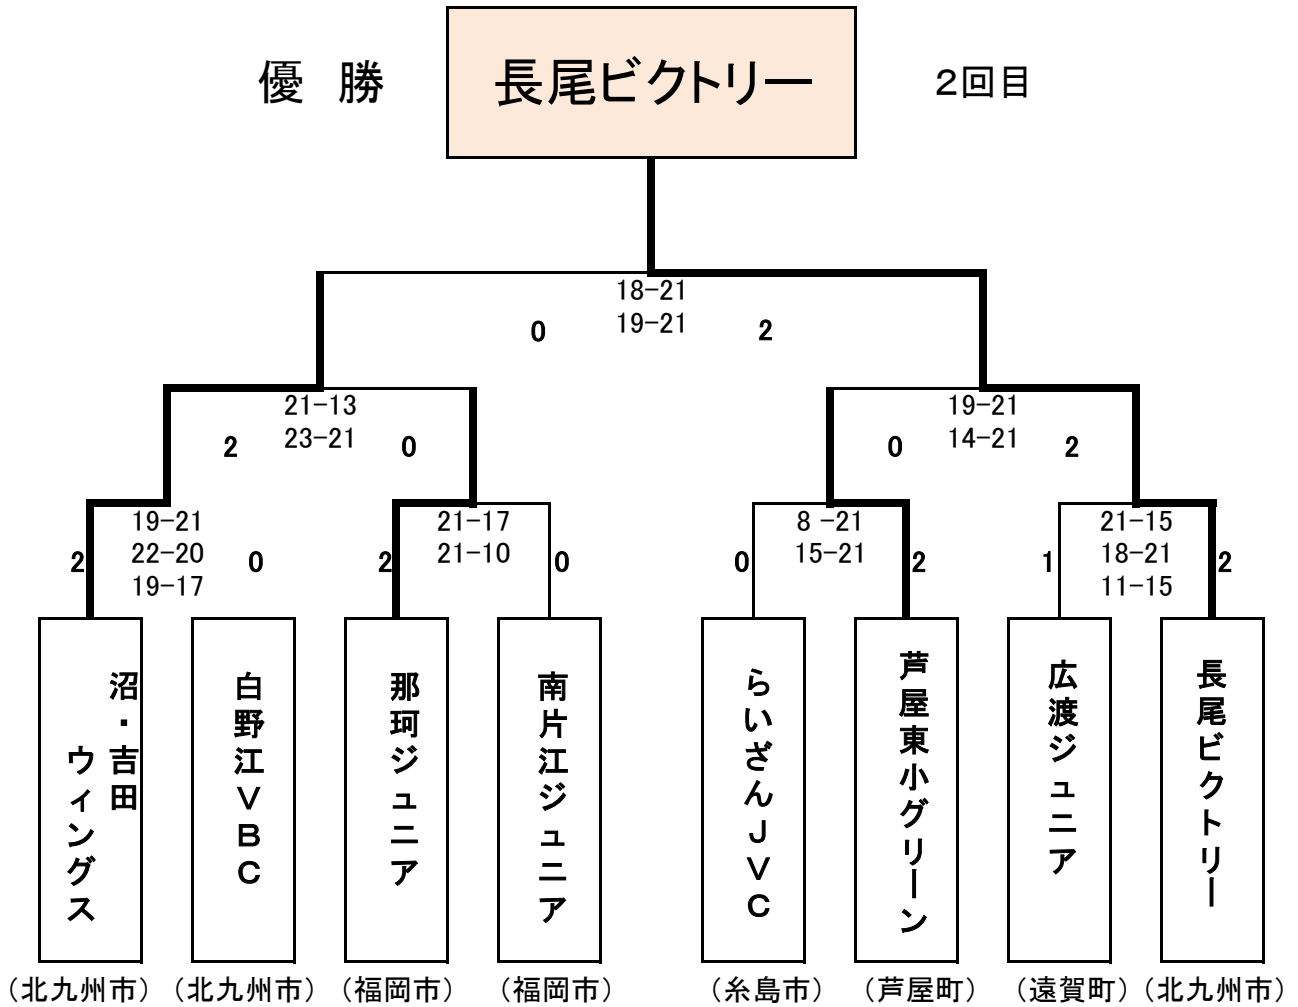 優 勝
長尾ビクトリー
2回目
18-21
19-21
0
2
21-13
23-21
2
0
19-21
14-21
0
2
19-21
22-20
19-17
2
0
21-17
21-10
2
0
8 -21
15-21
0
2
21-15
18-21
11-15
1
2
沼・吉田
ウィングス
白野江VBC
那珂ジュニア
南片江ジュニア
らいざんJVC
芦屋東小グリーン
広渡ジュニア
長尾ビクトリー
（北九州市）
（北九州市）
（福岡市）
（福岡市）
（糸島市）
（芦屋町）
（遠賀町）
（北九州市）